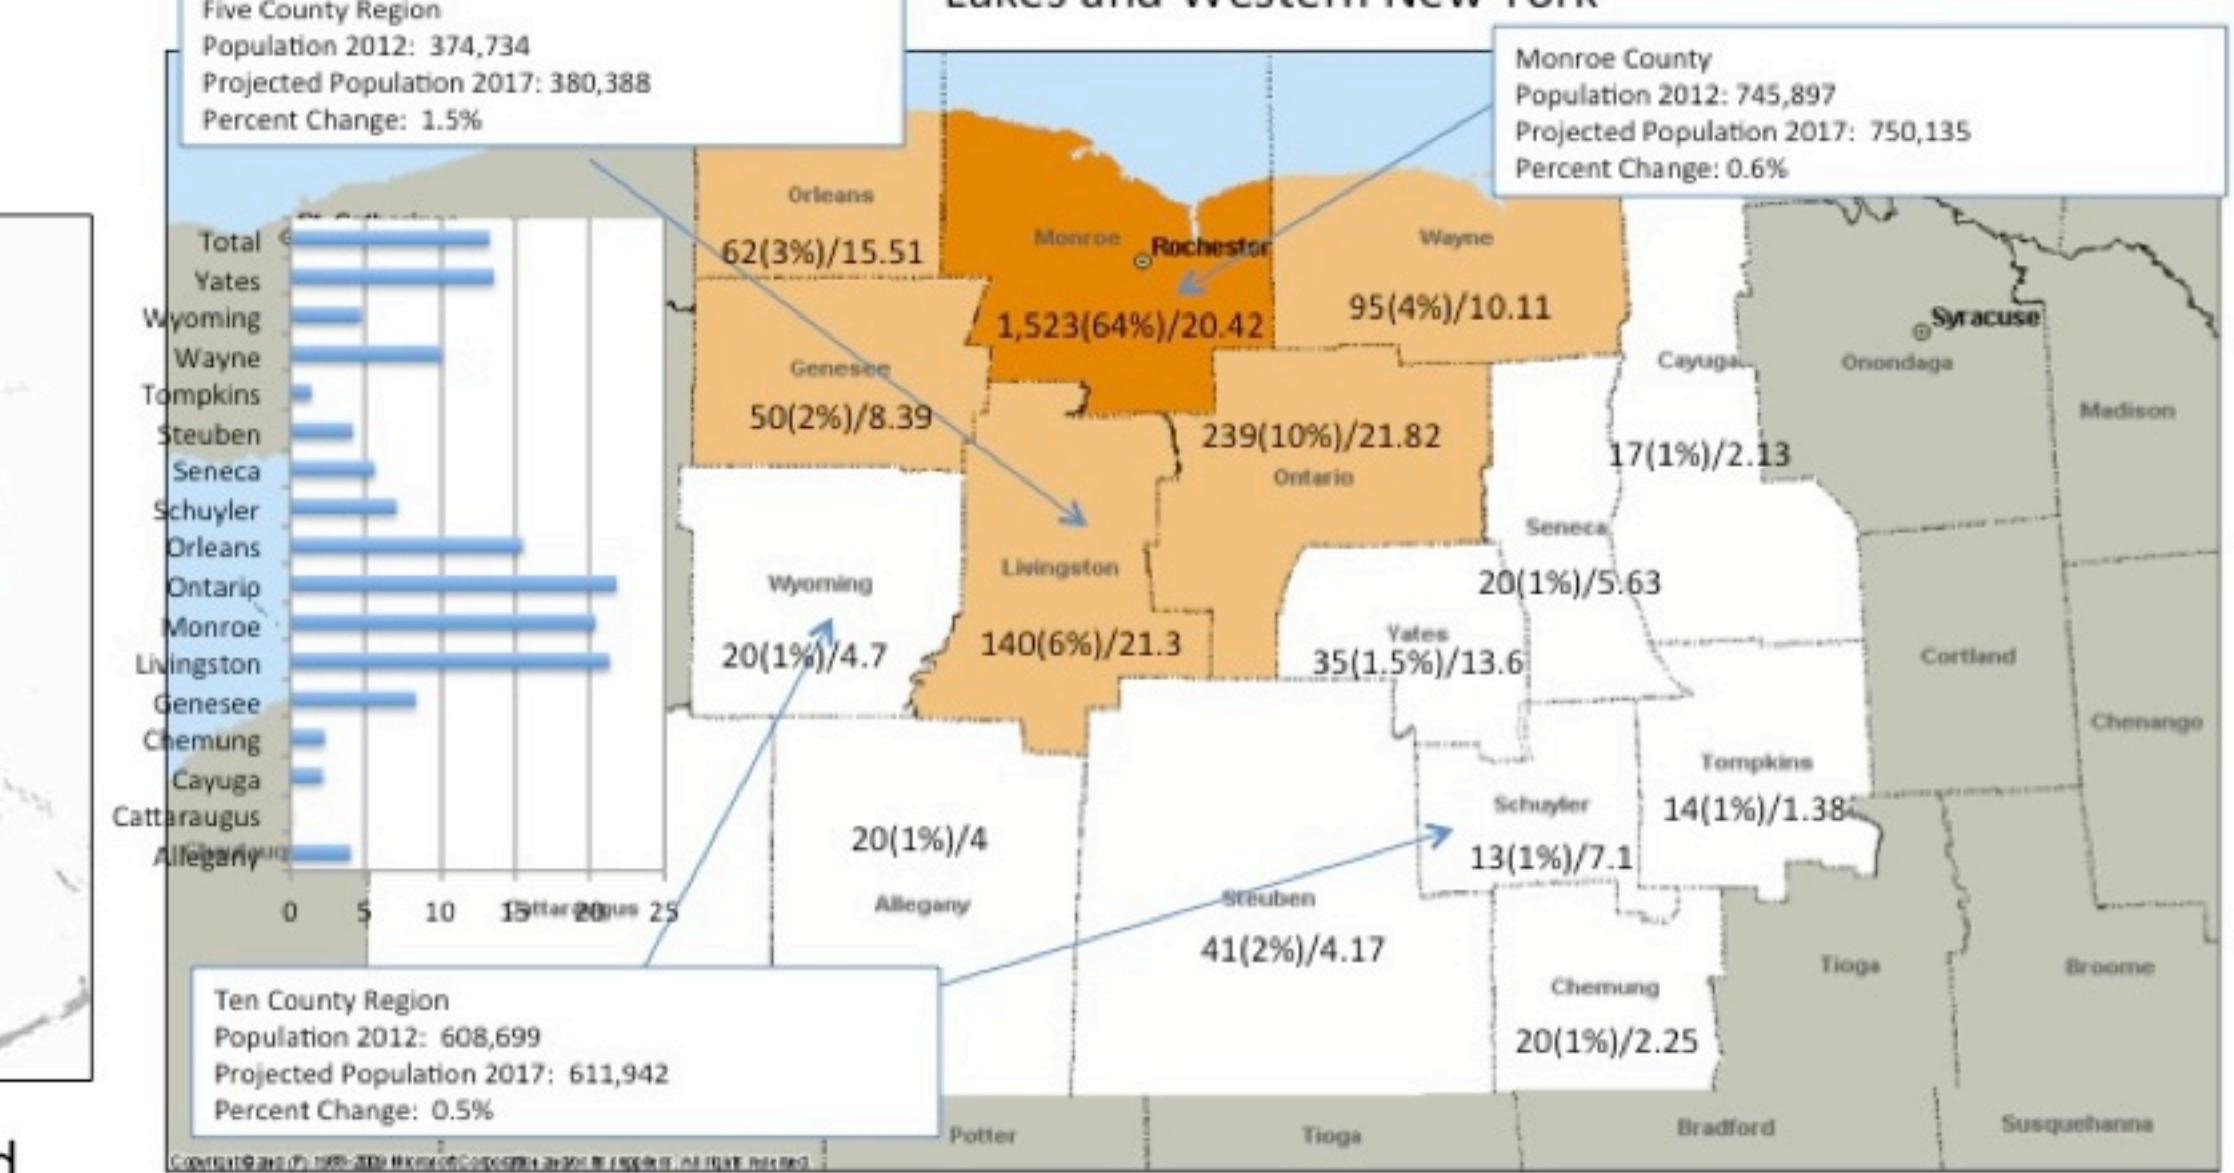 Lakes and Western New York
Five County Region
Population 2012: 374,734
Projected Population 2017: 380,388
Percent Change: 1.5%
Monroe County
Population 2012: 745,897
Projected Population 2017: 750,135
Percent Change: 0.6%
Total
Yates
Wyoming
Wayne
Tompkins
Steuben
Seneca
Schuyler
Orleans
Ontario
Monroe
Livingston
Genesee
Chemung
Cayuga
Cattaraugus
Allegany
0 5 10 15 20 25
Orleans
62(3%)/15.51
Monroe
Rochester
1,523(64%)/20.42
Wayne
95(4%)/10.11
Genesee
50(2%)/8.39
239(10%)/21.82
Ontario
Cayuga
17(1%)/2.13
Syracuse
Onondaga
Madison
Seneca
20(1%)/5.63
Wyoming
20(1%)/4.7
Livingston
140(6%)/21.3
Yates
35(1.5%)/13.6
Cortland
Chenango
Tompkins
14(1%)/1.38
Schuyler
13(1%)/7.1
20(1%)/4
Allegany
Steuben
41(2%)/4.17
Chemung
20(1%)/2.25
Tioga
Broome
Cattaraugus
Ten County Region
Population 2012: 608,699
Projected Population 2017: 611,942
Percent Change: 0.5%
Potter
Tioga
Bradford
Susquehanna
d